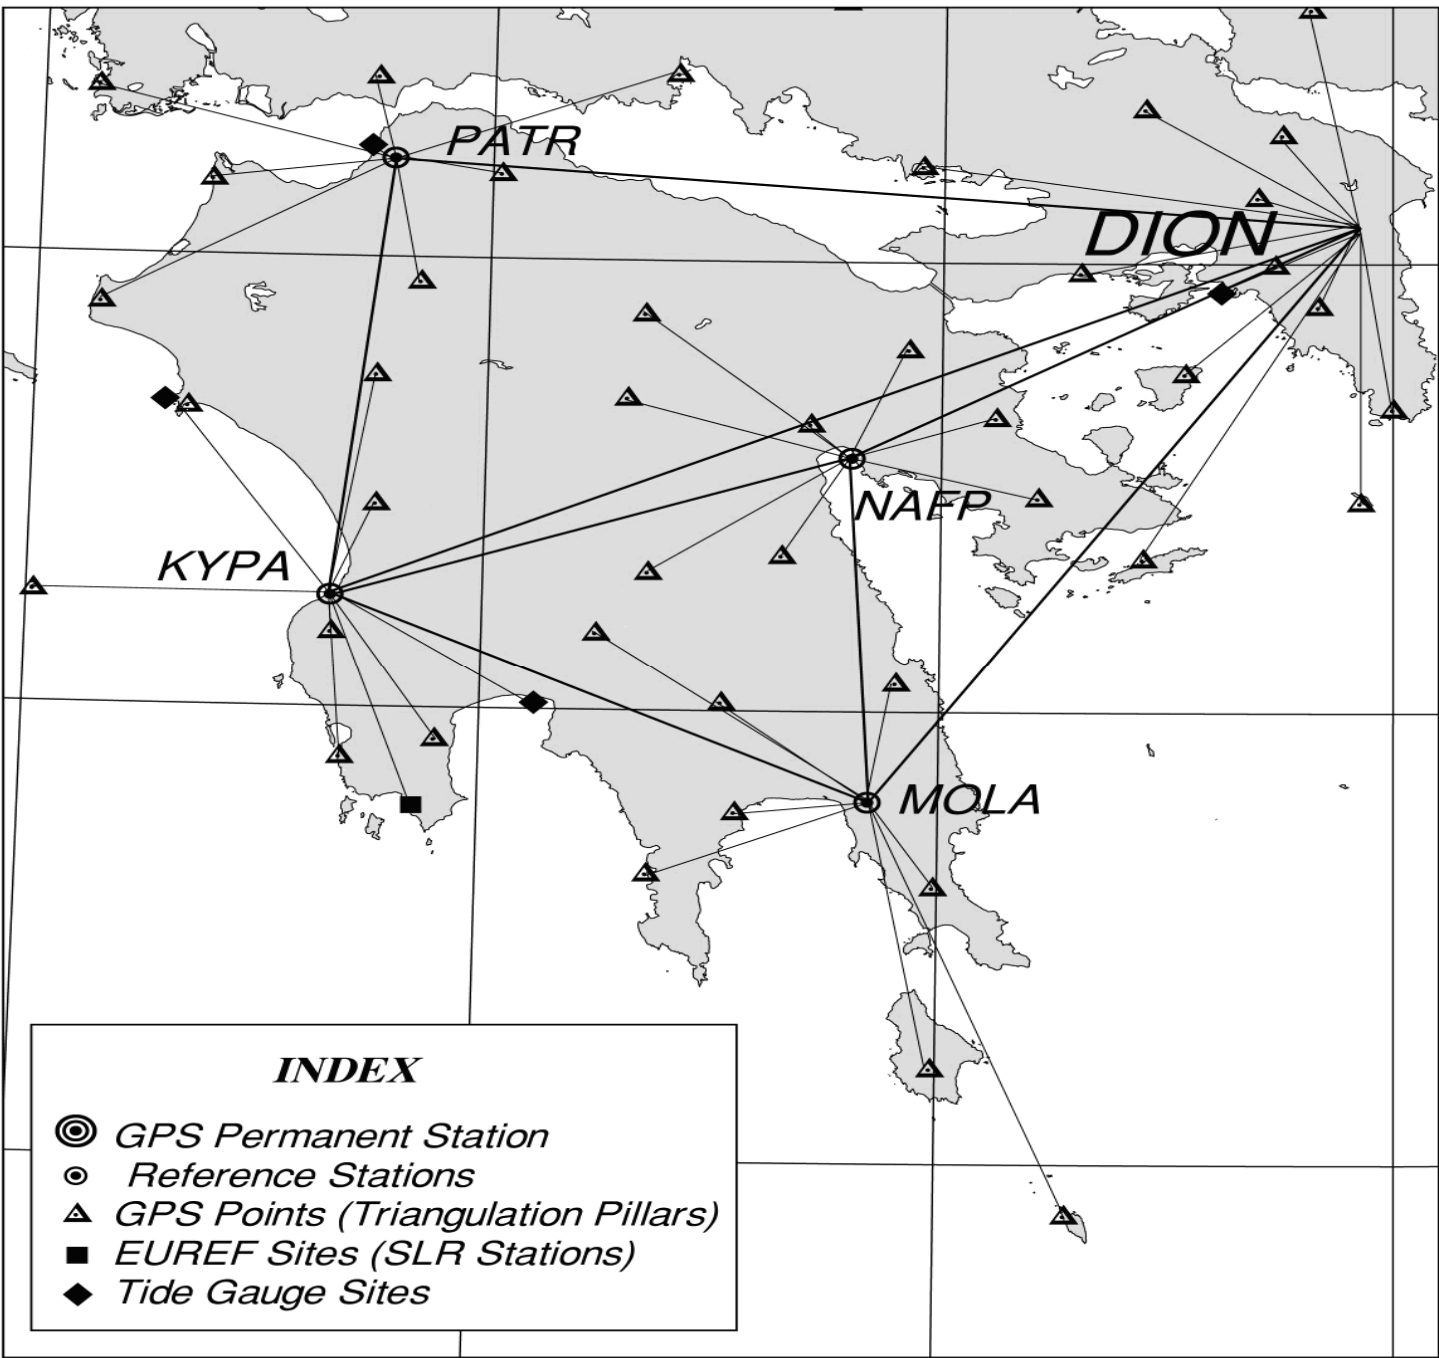 PATR
DION
NAFP
KYPA
MOLA
INDEX
GPS Permanent Station
Reference Stations
GPS Points (Triangulation Pillars)
EUREF Sites (SLR Stations)
Tide Gauge Sites